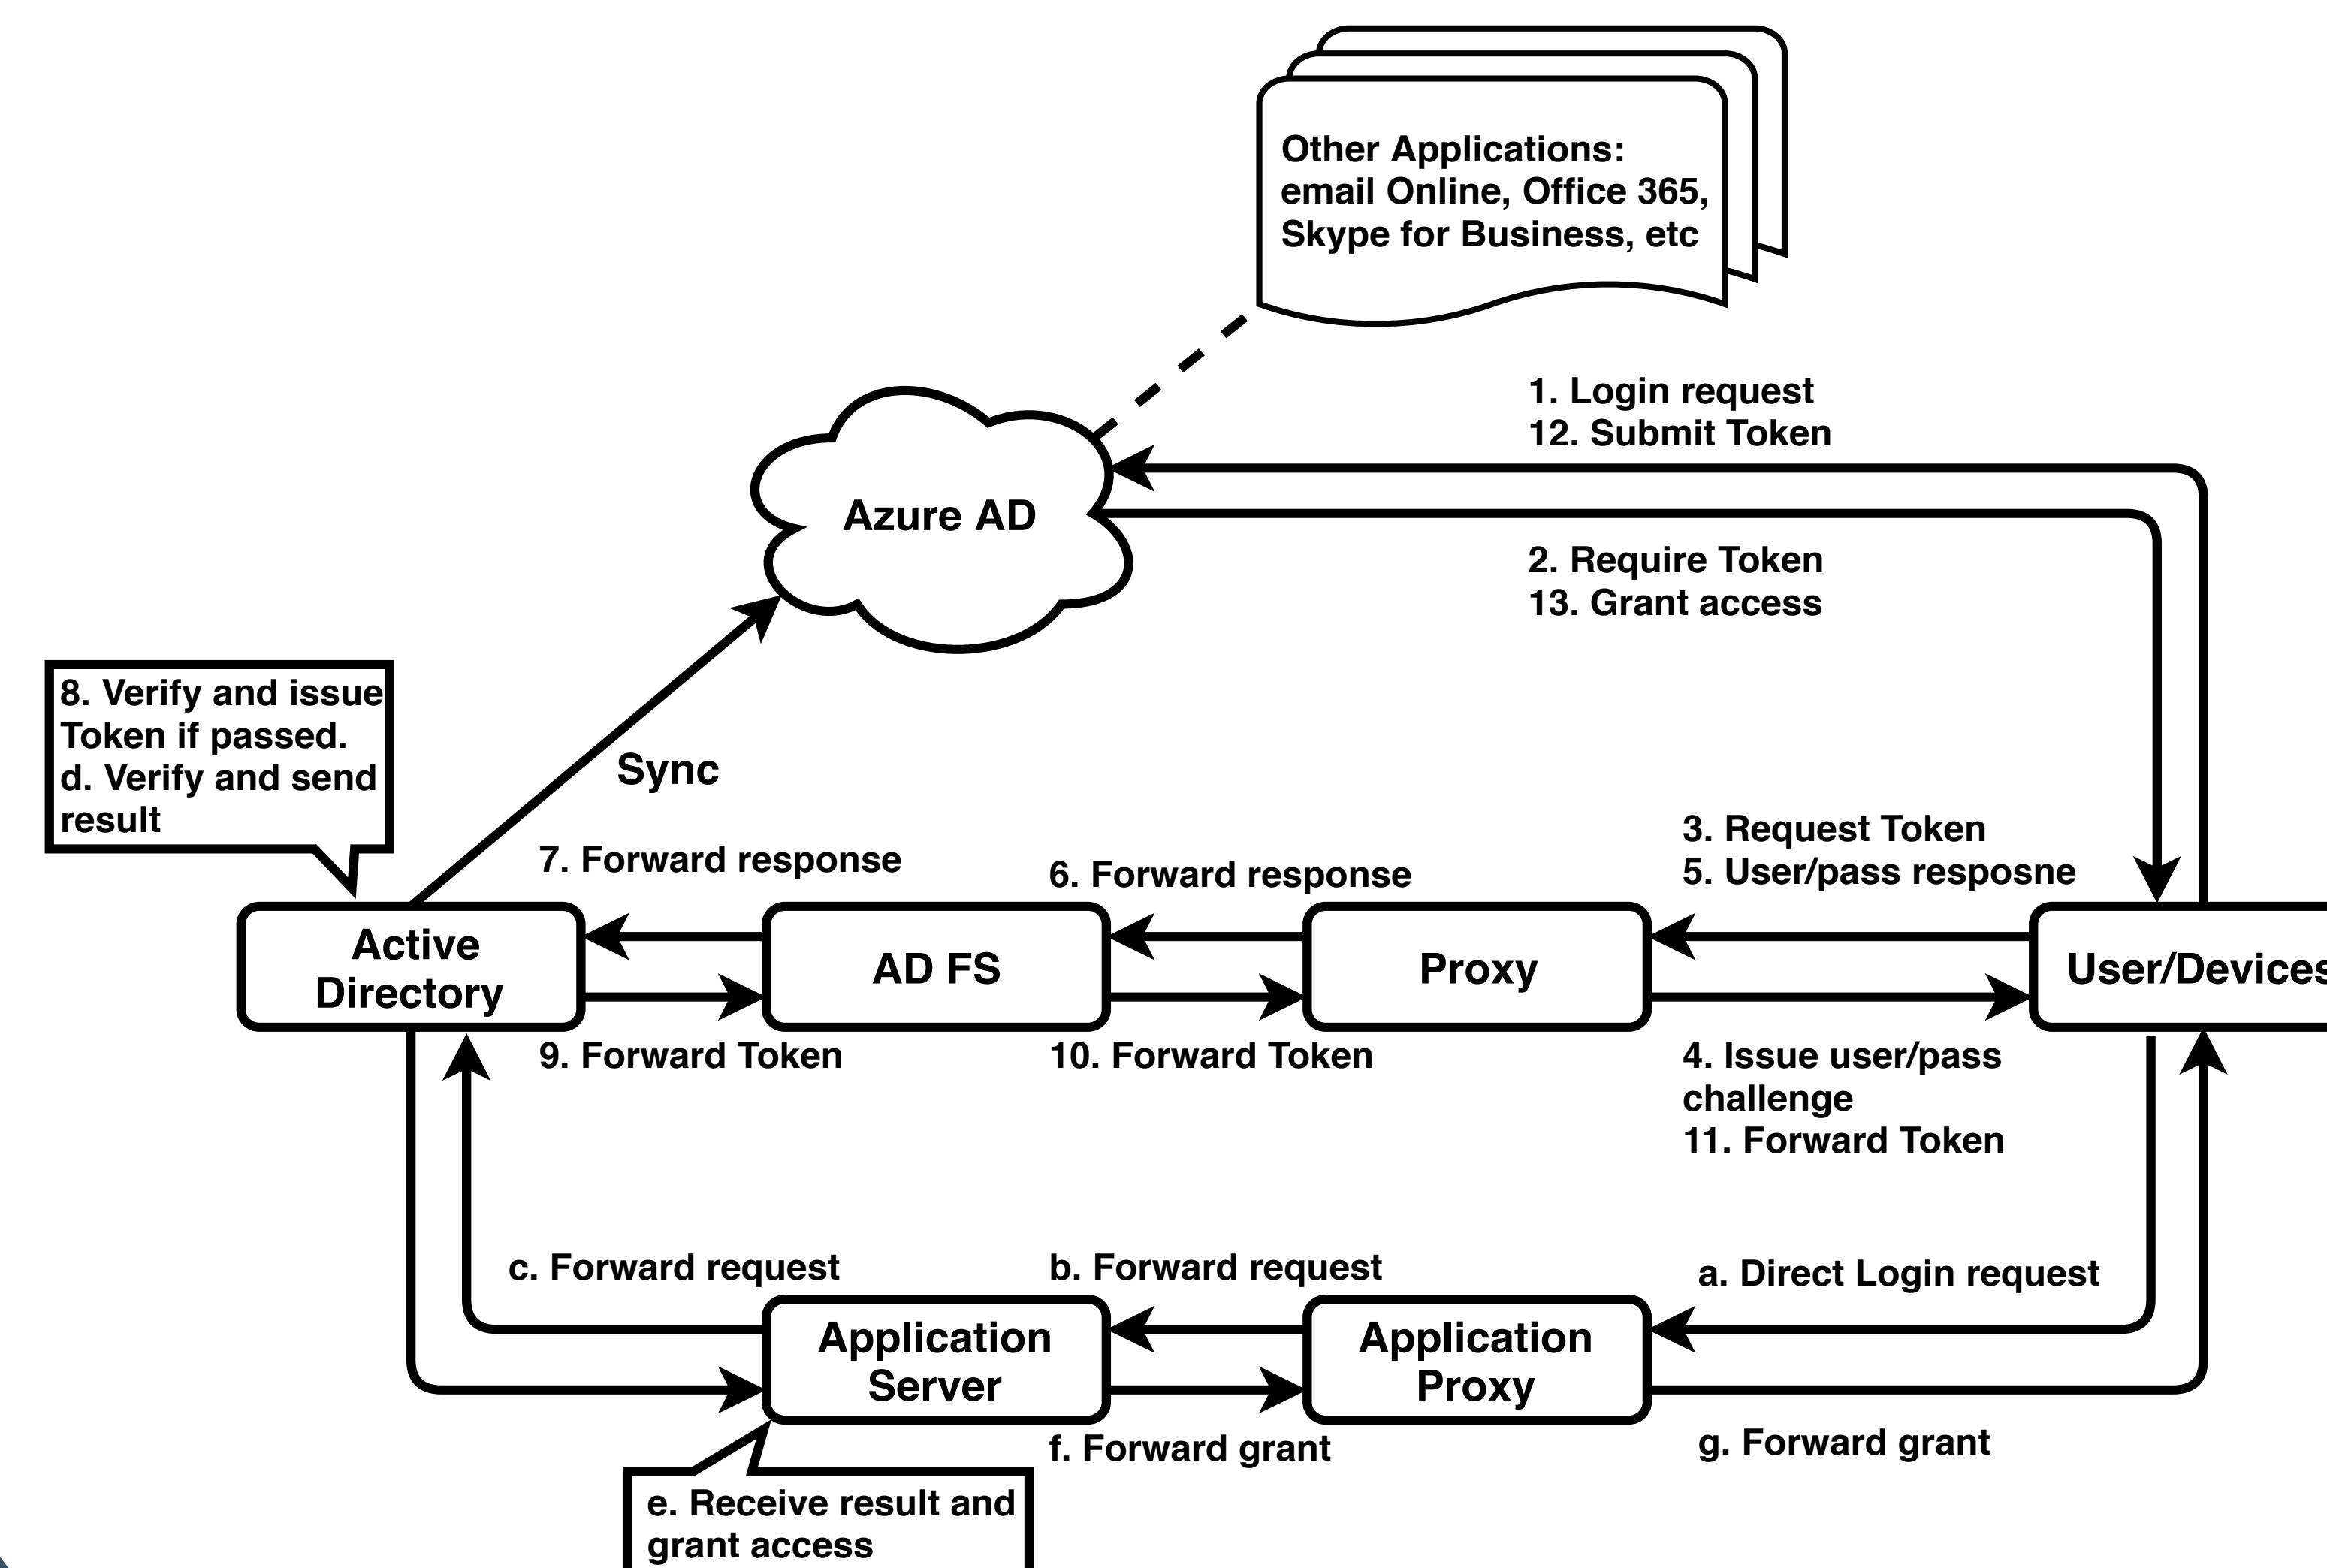 Other Applications:
email Online, Office 365,
Skype for Business, etc
1. Login request
12. Submit Token
Azure AD
2. Require Token
13. Grant access
8. Verify and issue
Token if passed.
d. Verify and send
result
Sync
3. Request Token
5. User/pass resposne
7. Forward response
6. Forward response
Active
Directory
AD FS
Proxy
User/Devices
9. Forward Token
10. Forward Token
4. Issue user/pass
challenge
11. Forward Token
c. Forward request
b. Forward request
a. Direct Login request
Application
Server
Application
Proxy
f. Forward grant
g. Forward grant
e. Receive result and
grant access